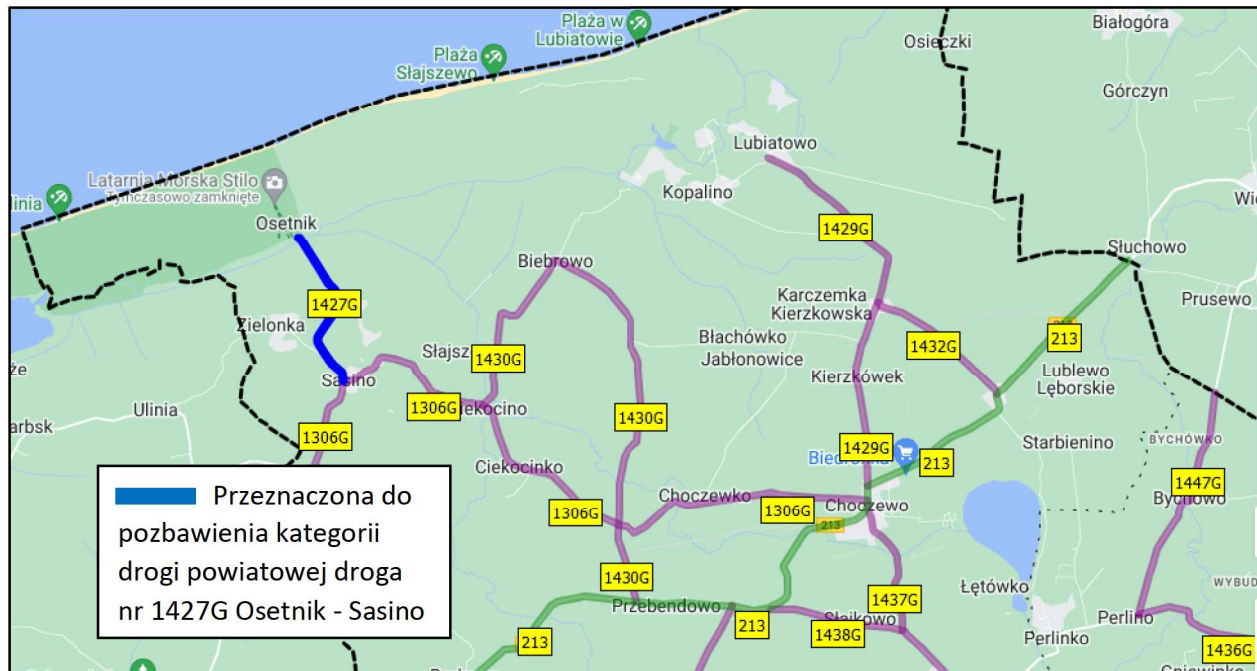 Plaża w
Lubiatowie
Białogóra
Osieczki
Plaża
Słajszewo
Górczyn
Lubiatowo
Latarnia Morska Stilo
Tymczasowo zamknięte
Kopalino
Osetnik
1429G
Słuchowo
Biebrowo
1427G
Karczemka
Kierzkowska
Prusewo
Zielonka
Błachówko
Jabłonowice
213
1432G
1430G
Lublewo
Lęborskie
Sasino
Kierzkówek
1306G
Ulinia
1430G
1306G
Starbienino
BYCHÓWKO
1429G
213
Ciekocinko
1447G
Bychowo
Choczewko
1306G
1306G
Choczewo
213
Przeznaczona do
pozbawienia kategorii
drogi powiatowej droga
nr 1427G Osetnik - Sasino
1430G
Łętówko
1437G
Przebendowo
213
1438G
Perlino
Perlinko
213
1436G